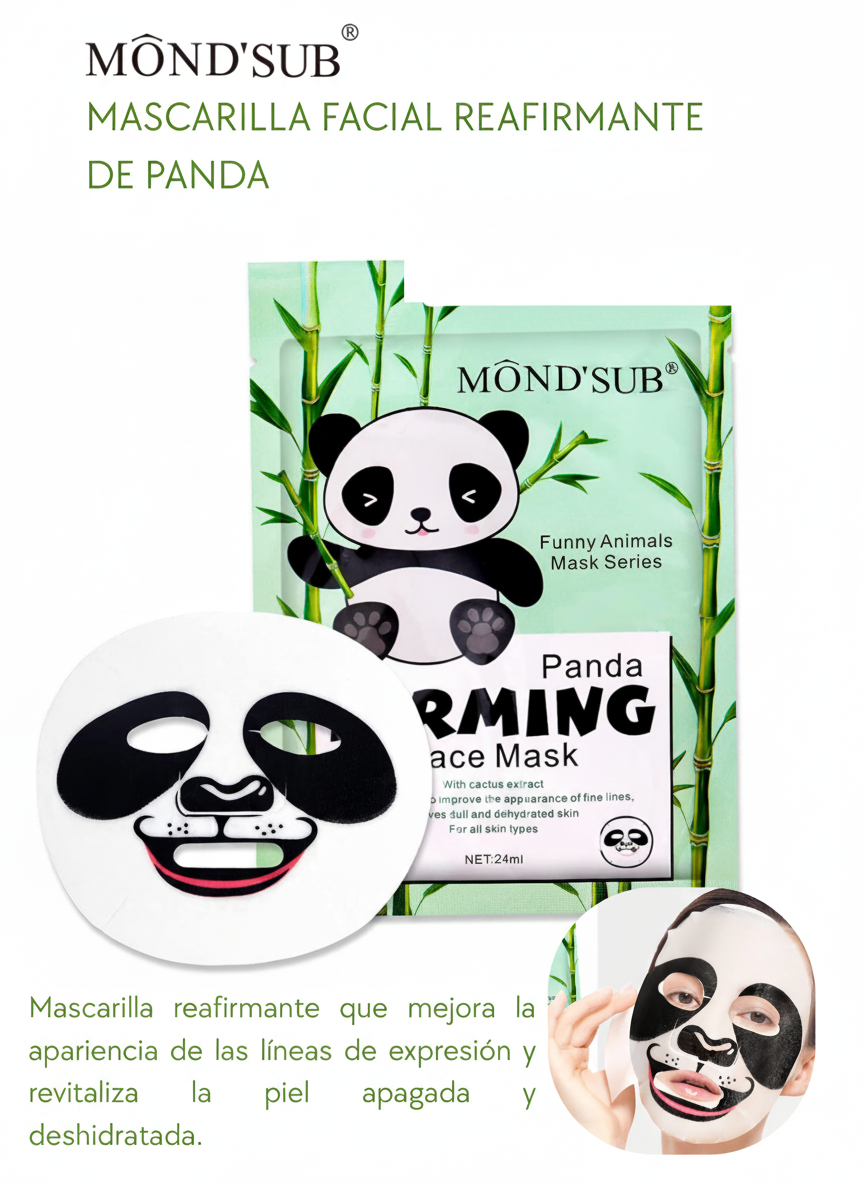 MÔND'SUB®
MASCARILLA FACIAL REAFIRMANTE
DE PANDA
MÔND'SUB®
Funny Animals
Mask Series
Panda
RMING
ace Mask
With cactus extract
improve the appearance of fine lines,
ves dull and dehydrated skin
For all skin types
NET:24ml
Mascarilla reafirmante que mejora la
apariencia de las líneas de expresión y
revitaliza la piel apagada y
deshidratada.